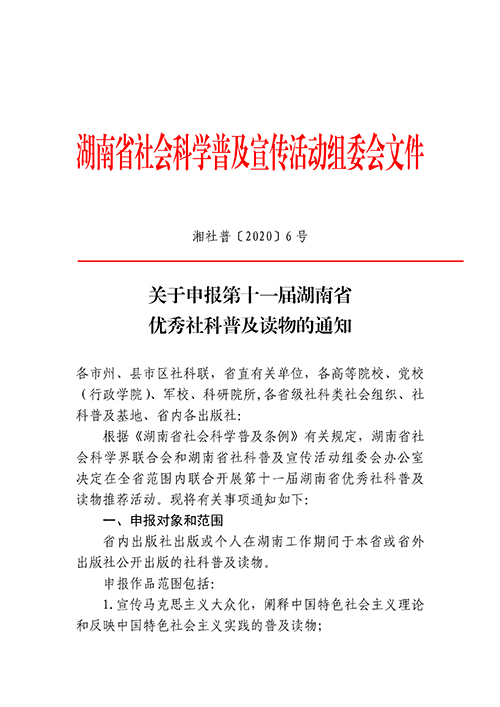 湖南省社会科学普及宣传活动组委会文件
湘社普〔2020〕6号
关于申报第十一届湖南省
优秀社科普及读物的通知
各市州、县市区社科联，省直有关单位，各高等院校、党校
（行政学院）、军校、科研院所,各省级社科类社会组织、社
科普及基地、省内各出版社：
根据《湖南省社会科学普及条例》有关规定，湖南省社
会科学界联合会和湖南省社科普及宣传活动组委会办公室
决定在全省范围内联合开展第十一届湖南省优秀社科普及
读物推荐活动。现将有关事项通知如下：
一、申报对象和范围
省内出版社出版或个人在湖南工作期间于本省或省外
出版社公开出版的社科普及读物。
申报作品范围包括：
1.宣传马克思主义大众化，阐释中国特色社会主义理论
和反映中国特色社会主义实践的普及读物；